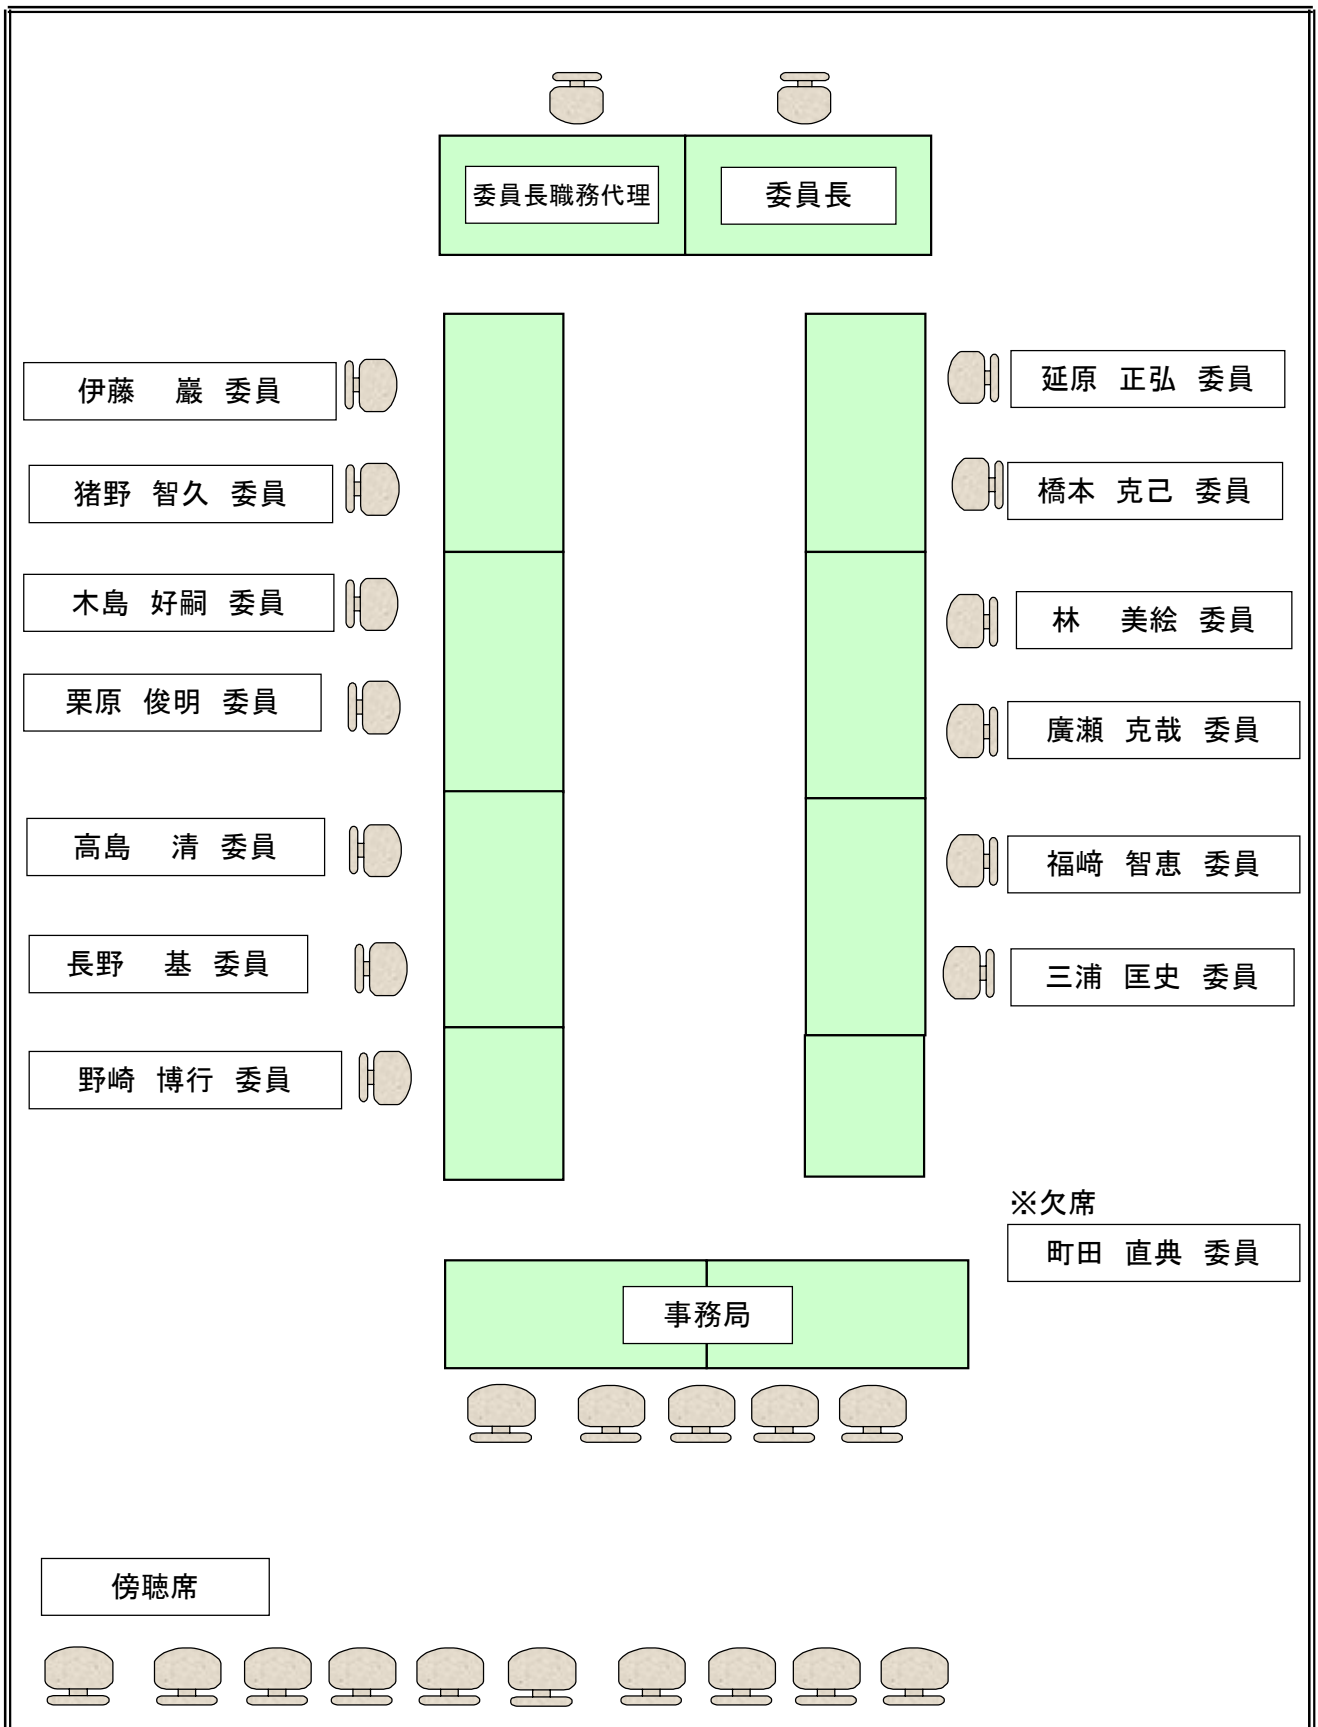 委員長職務代理
委員長
伊藤 巖 委員
猪野 智久 委員
木島 好嗣 委員
栗原 俊明 委員
高島 清 委員
長野 基 委員
野崎 博行 委員
延原 正弘 委員
橋本 克己 委員
林 美絵 委員
廣瀬 克哉 委員
福﨑 智恵 委員
三浦 匡史 委員
※欠席
町田 直典 委員
事務局
傍聴席